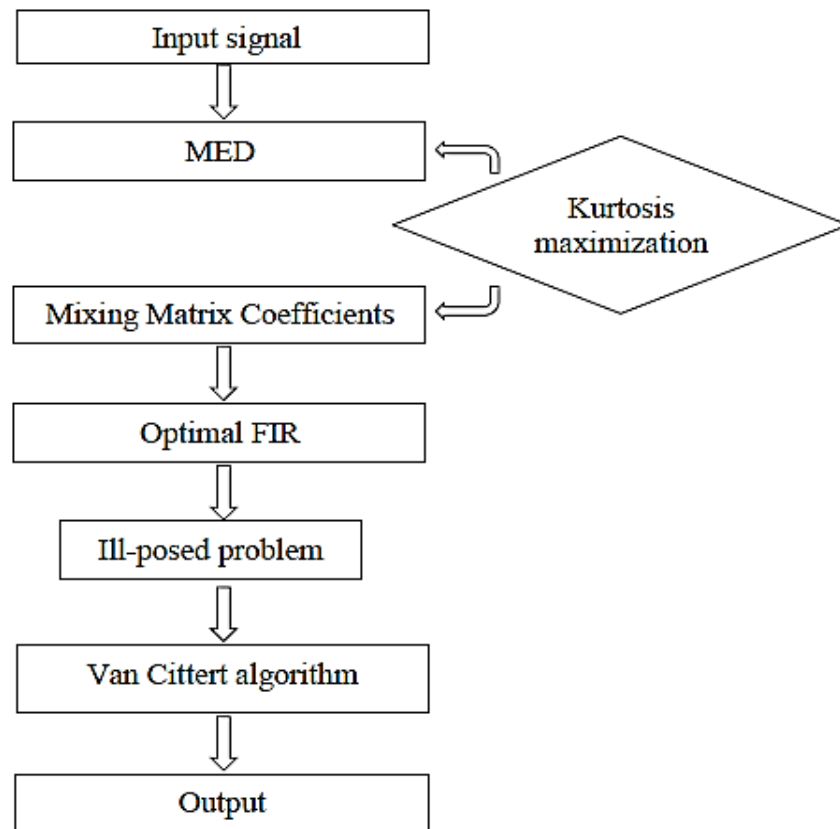 Input signal
MED
Kurtosis
maximization
Mixing Matrix Coefficients
Optimal FIR
Ill-posed problem
Van Cittert algorithm
Output